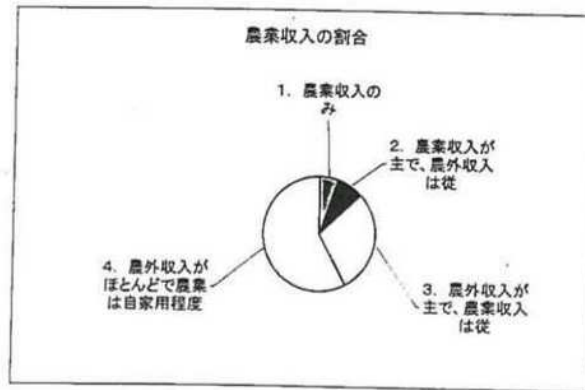 農業収入の割合
1. 農業収入の
み
2. 農業収入が
主で、農外収入
は従
3. 農外収入が
主で、農業収入
は従
4. 農外収入が
ほとんどで農業
は自家用程度